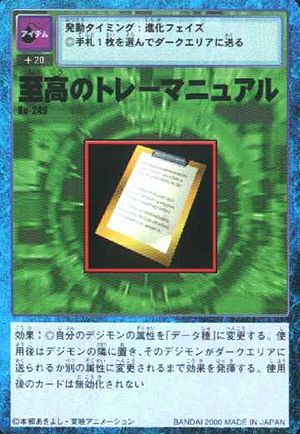 アイテム
+20
発動タイミング：進化フェイズ
◎手札１枚を選んでダークエリアに送る
至高のトレーマニュアル
No-249
効果：◎自分のデジモンの属性を「データ種」に変更する。使
用後はデジモンの隣に置き、そのデジモンがダークエリアに
送られるか別の属性に変更されるまで効果を発揮する。使用
後のカードは無効化されない
©本郷あきよし・東映アニメーション
BANDAI 2000 MADE IN JAPAN